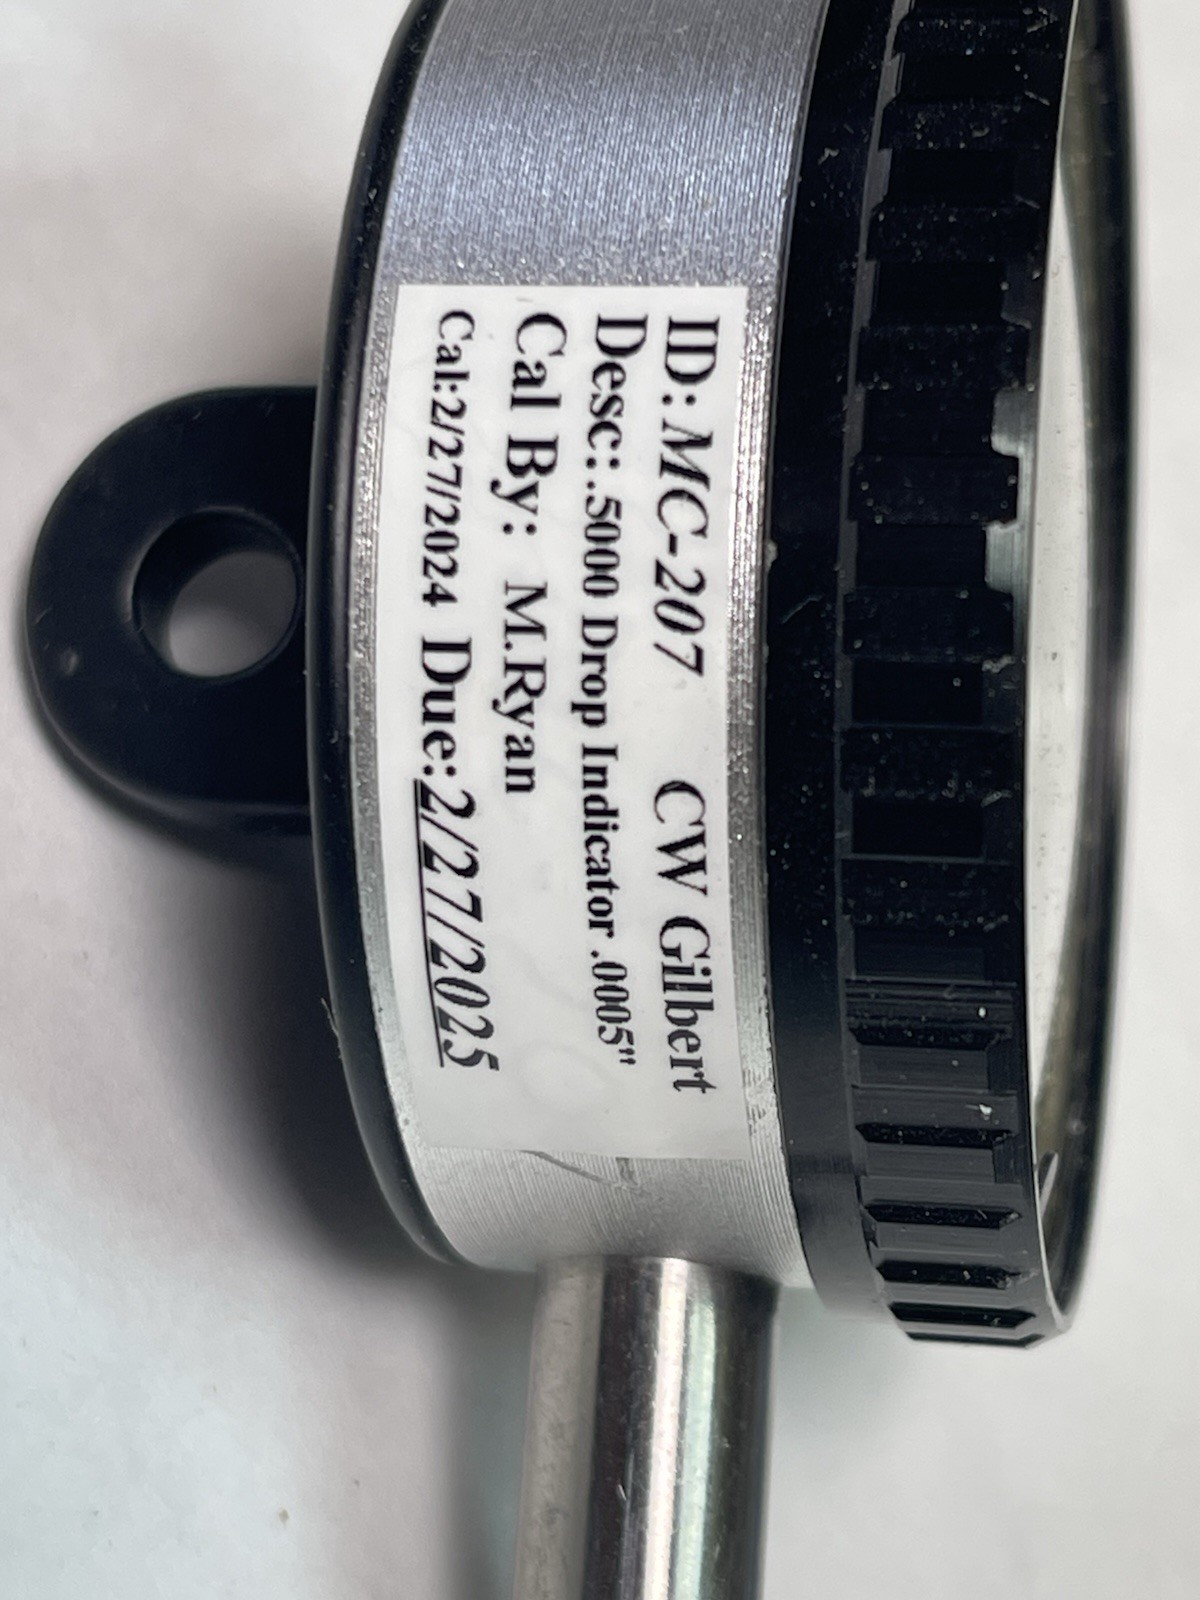 ID: MC-207 CW Gilbert
Desc: .5000 Drop Indicator .0005"
Cal By: M.Ryan
Cal:2/27/2024 Due:2/27/2025